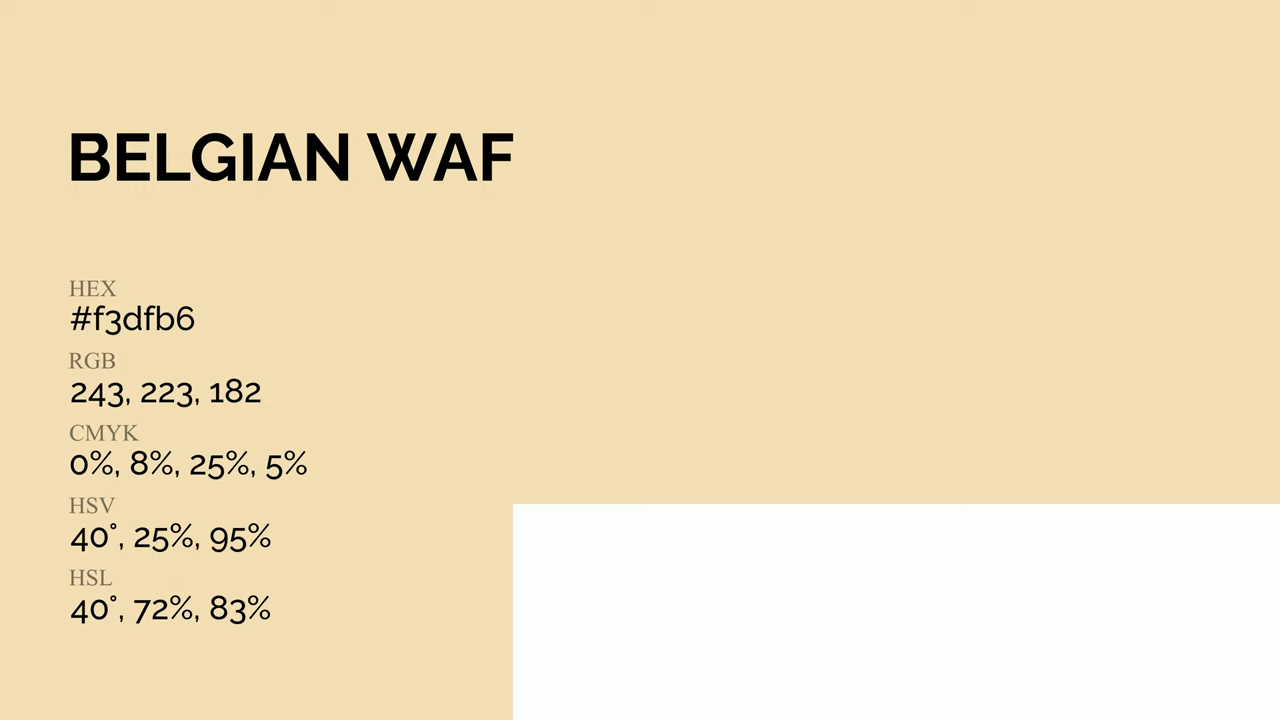 BELGIAN WAF
HEX
#f3dfb6
RGB
243, 223, 182
CMYK
0%, 8%, 25%, 5%
HSV
40°, 25%, 95%
HSL
40°, 72%, 83%